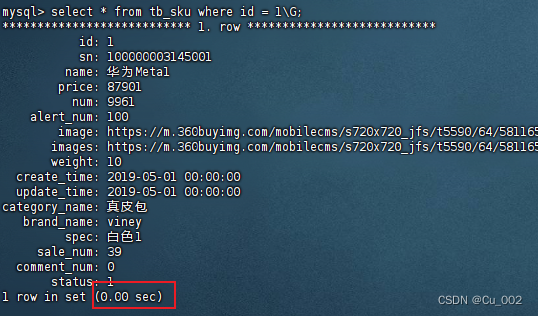 mysql> select * from tb_sku where id = 1\G;
*************************** 1. row ***************************
id: 1
sn: 100000003145001
name: 华为Meta1
price: 87901
num: 9961
alert_num: 100
image: https://m.360buyimg.com/mobilecms/s720x720_jfs/t5590/64/58116
images: https://m.360buyimg.com/mobilecms/s720x720_jfs/t5590/64/58116
weight: 10
create_time: 2019-05-01 00:00:00
update_time: 2019-05-01 00:00:00
category_name: 真皮包
brand_name: viney
spec: 白色1
sale_num: 39
comment_num: 0
status: 1
1 row in set (0.00 sec)
CSDN @Cu_002